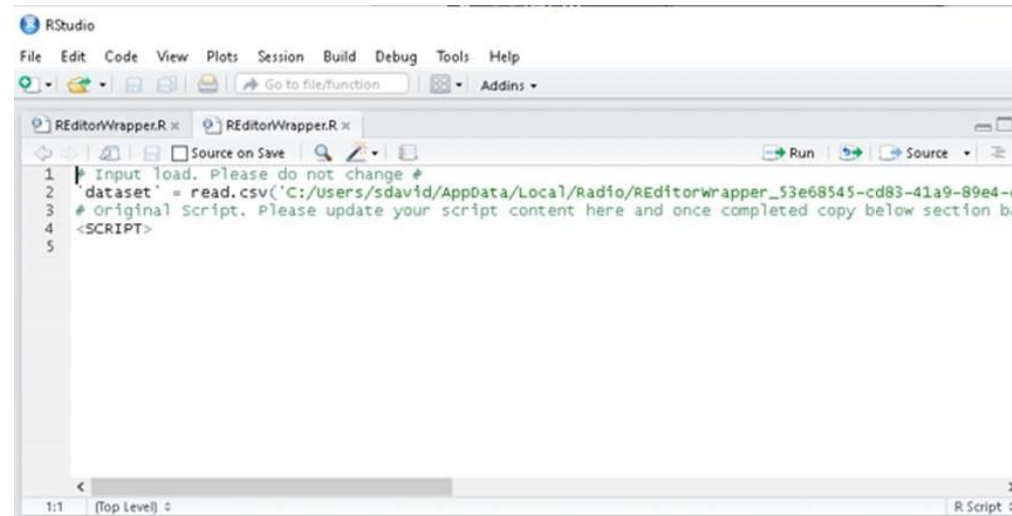 RStudio
File Edit Code View Plots Session Build Debug Tools Help
Go to file/function Addins
REditorWrapper.R REditorWrapper.R
Source on Save Run Source
1 # Input load. Please do not change #
2 `dataset` = read.csv('C:/Users/sdavid/AppData/Local/Radio/REditorWrapper_53e68545-cd83-41a9-89e4-
3 # Original Script. Please update your script content here and once completed copy below section
4 <SCRIPT>
5
1:1 (Top Level) R Script